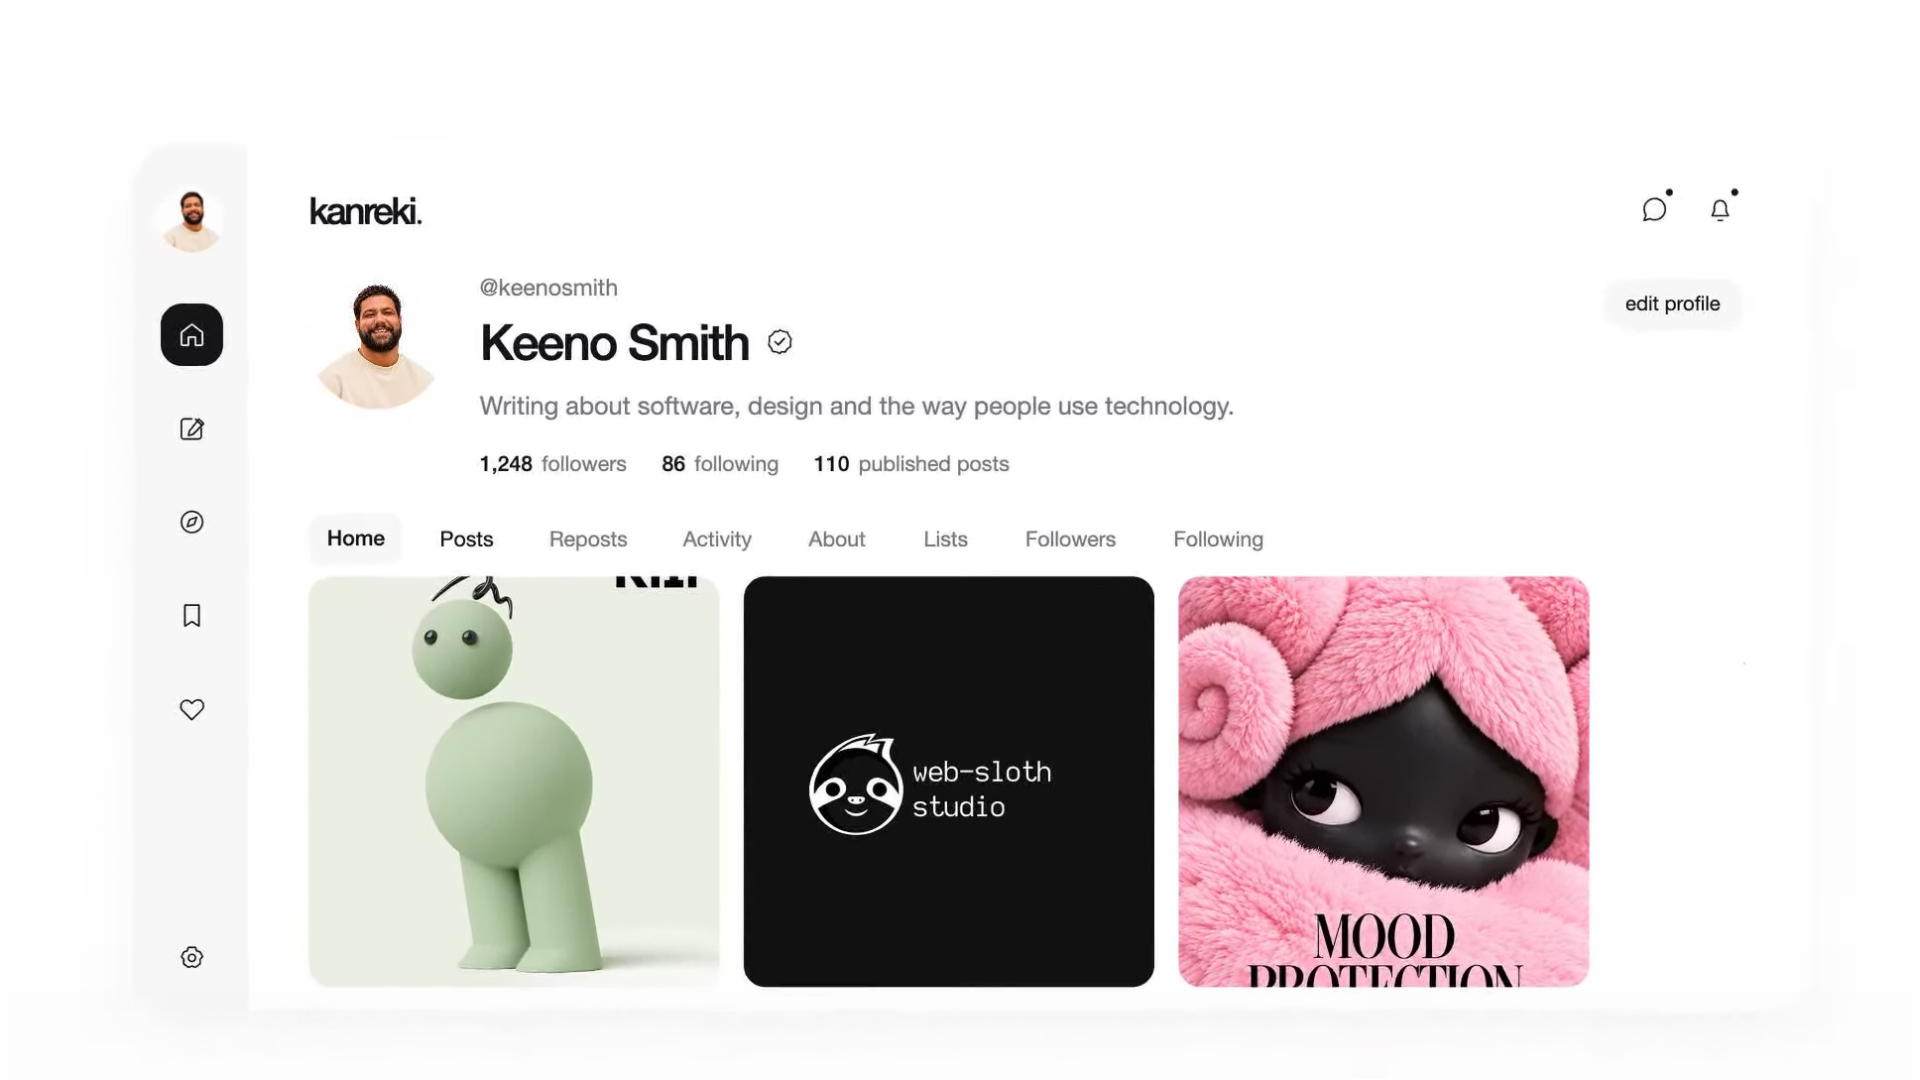 kanreki.
@keenosmith
edit profile
Keeno Smith
Writing about software, design and the way people use technology.
1,248 followers 86 following 110 published posts
Home Posts Reposts Activity About Lists Followers Following
web-sloth
studio
MOOD
PROTECTION